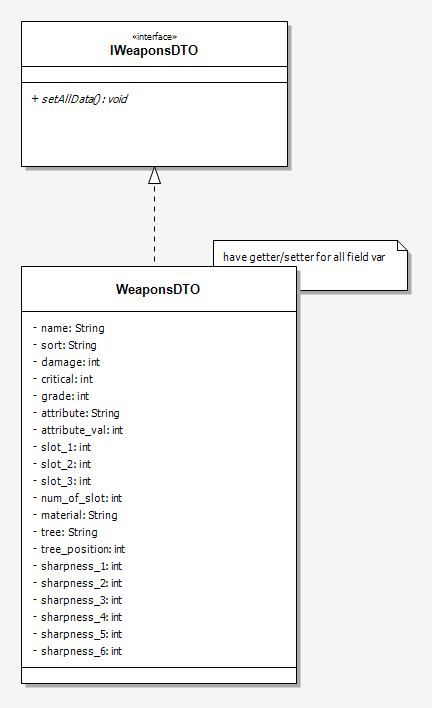 «interface»
IWeaponsDTO
+ setAllData() : void
have getter/setter for all field var
WeaponsDTO
- name: String
- sort: String
- damage: int
- critical: int
- grade: int
- attribute: String
- attribute_val: int
- slot_1: int
- slot_2: int
- slot_3: int
- num_of_slot: int
- material: String
- tree: String
- tree_position: int
- sharpness_1: int
- sharpness_2: int
- sharpness_3: int
- sharpness_4: int
- sharpness_5: int
- sharpness_6: int